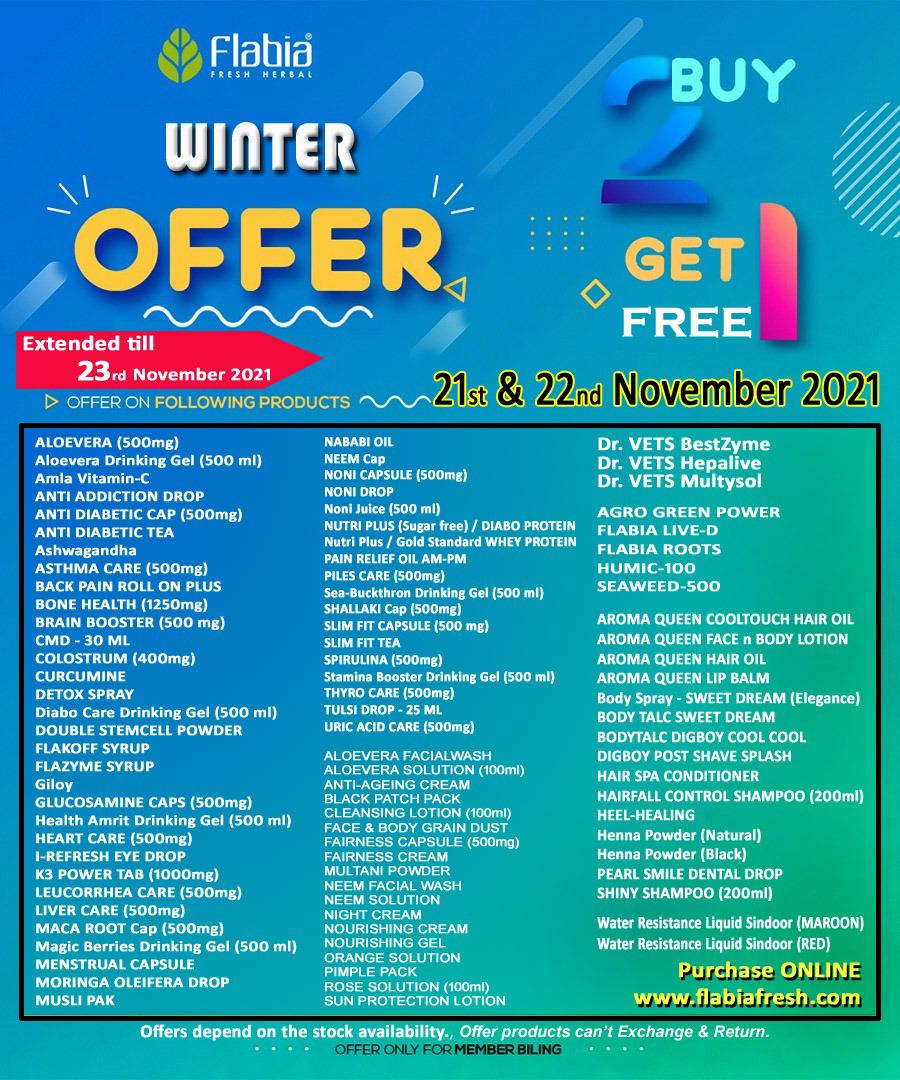 Flabia®
FRESH HERBAL
WINTER
OFFER
BUY
2
GET
1
FREE
Extended till
23rd November 2021
OFFER ON FOLLOWING PRODUCTS
21st & 22nd November 2021
ALOEVERA (500mg)
Aloevera Drinking Gel (500 ml)
Amla Vitamin-C
ANTI ADDICTION DROP
ANTI DIABETIC CAP (500mg)
ANTI DIABETIC TEA
Ashwagandha
ASTHMA CARE (500mg)
BACK PAIN ROLL ON PLUS
BONE HEALTH (1250mg)
BRAIN BOOSTER (500 mg)
CMD - 30 ML
COLOSTRUM (400mg)
CURCUMINE
DETOX SPRAY
Diabo Care Drinking Gel (500 ml)
DOUBLE STEMCELL POWDER
FLAKOFF SYRUP
FLAZYME SYRUP
Giloy
GLUCOSAMINE CAPS (500mg)
Health Amrit Drinking Gel (500 ml)
HEART CARE (500mg)
I-REFRESH EYE DROP
K3 POWER TAB (1000mg)
LEUCORRHEA CARE (500mg)
LIVER CARE (500mg)
MACA ROOT Cap (500mg)
Magic Berries Drinking Gel (500 ml)
MENSTRUAL CAPSULE
MORINGA OLEIFERA DROP
MUSLI PAK
NABABI OIL
NEEM Cap
NONI CAPSULE (500mg)
NONI DROP
Noni Juice (500 ml)
NUTRI PLUS (Sugar free) / DIABO PROTEIN
Nutri Plus / Gold Standard WHEY PROTEIN
PAIN RELIEF OIL AM-PM
PILES CARE (500mg)
Sea-Buckthron Drinking Gel (500 ml)
SHALLAKI Cap (500mg)
SLIM FIT CAPSULE (500 mg)
SLIM FIT TEA
SPIRULINA (500mg)
Stamina Booster Drinking Gel (500 ml)
THYRO CARE (500mg)
TULSI DROP - 25 ML
URIC ACID CARE (500mg)
ALOEVERA FACIALWASH
ALOEVERA SOLUTION (100ml)
ANTI-AGEING CREAM
BLACK PATCH PACK
CLEANSING LOTION (100ml)
FACE & BODY GRAIN DUST
FAIRNESS CAPSULE (500mg)
FAIRNESS CREAM
MULTANI POWDER
NEEM FACIAL WASH
NEEM SOLUTION
NIGHT CREAM
NOURISHING CREAM
NOURISHING GEL
ORANGE SOLUTION
PIMPLE PACK
ROSE SOLUTION (100ml)
SUN PROTECTION LOTION
Dr. VETS BestZyme
Dr. VETS Hepalive
Dr. VETS Multysol
AGRO GREEN POWER
FLABIA LIVE-D
FLABIA ROOTS
HUMIC-100
SEAWEED-500
AROMA QUEEN COOLTOUCH HAIR OIL
AROMA QUEEN FACE n BODY LOTION
AROMA QUEEN HAIR OIL
AROMA QUEEN LIP BALM
Body Spray - SWEET DREAM (Elegance)
BODY TALC SWEET DREAM
BODYTALC DIGBOY COOL COOL
DIGBOY POST SHAVE SPLASH
HAIR SPA CONDITIONER
HAIRFALL CONTROL SHAMPOO (200ml)
HEEL-HEALING
Henna Powder (Natural)
Henna Powder (Black)
PEARL SMILE DENTAL DROP
SHINY SHAMPOO (200ml)
Water Resistance Liquid Sindoor (MAROON)
Water Resistance Liquid Sindoor (RED)
Purchase ONLINE
www.flabiafresh.com
Offers depend on the stock availability., Offer products can't Exchange & Return.
OFFER ONLY FOR MEMBER BILING